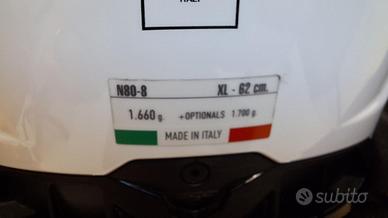 ITALY
N80-8 XL - 62 cm.
1.660 g. + OPTIONALS 1.700 g.
MADE IN ITALY
subito